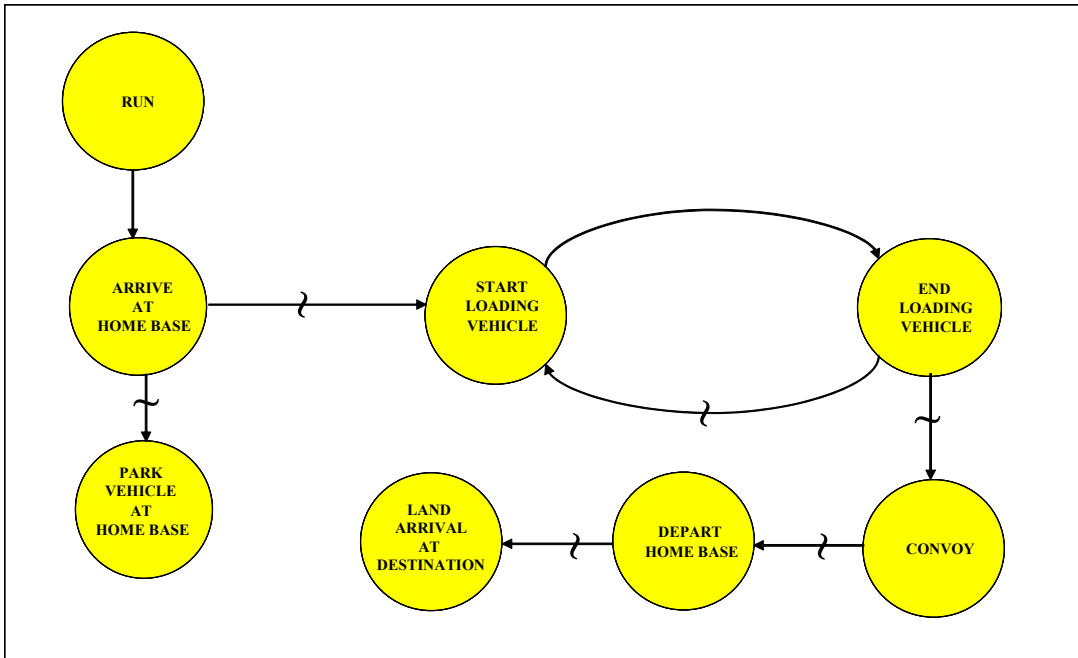 RUN
ARRIVE
AT
HOME BASE
START
LOADING
VEHICLE
END
LOADING
VEHICLE
PARK
VEHICLE
AT
HOME BASE
LAND
ARRIVAL
AT
DESTINATION
DEPART
HOME BASE
CONVOY